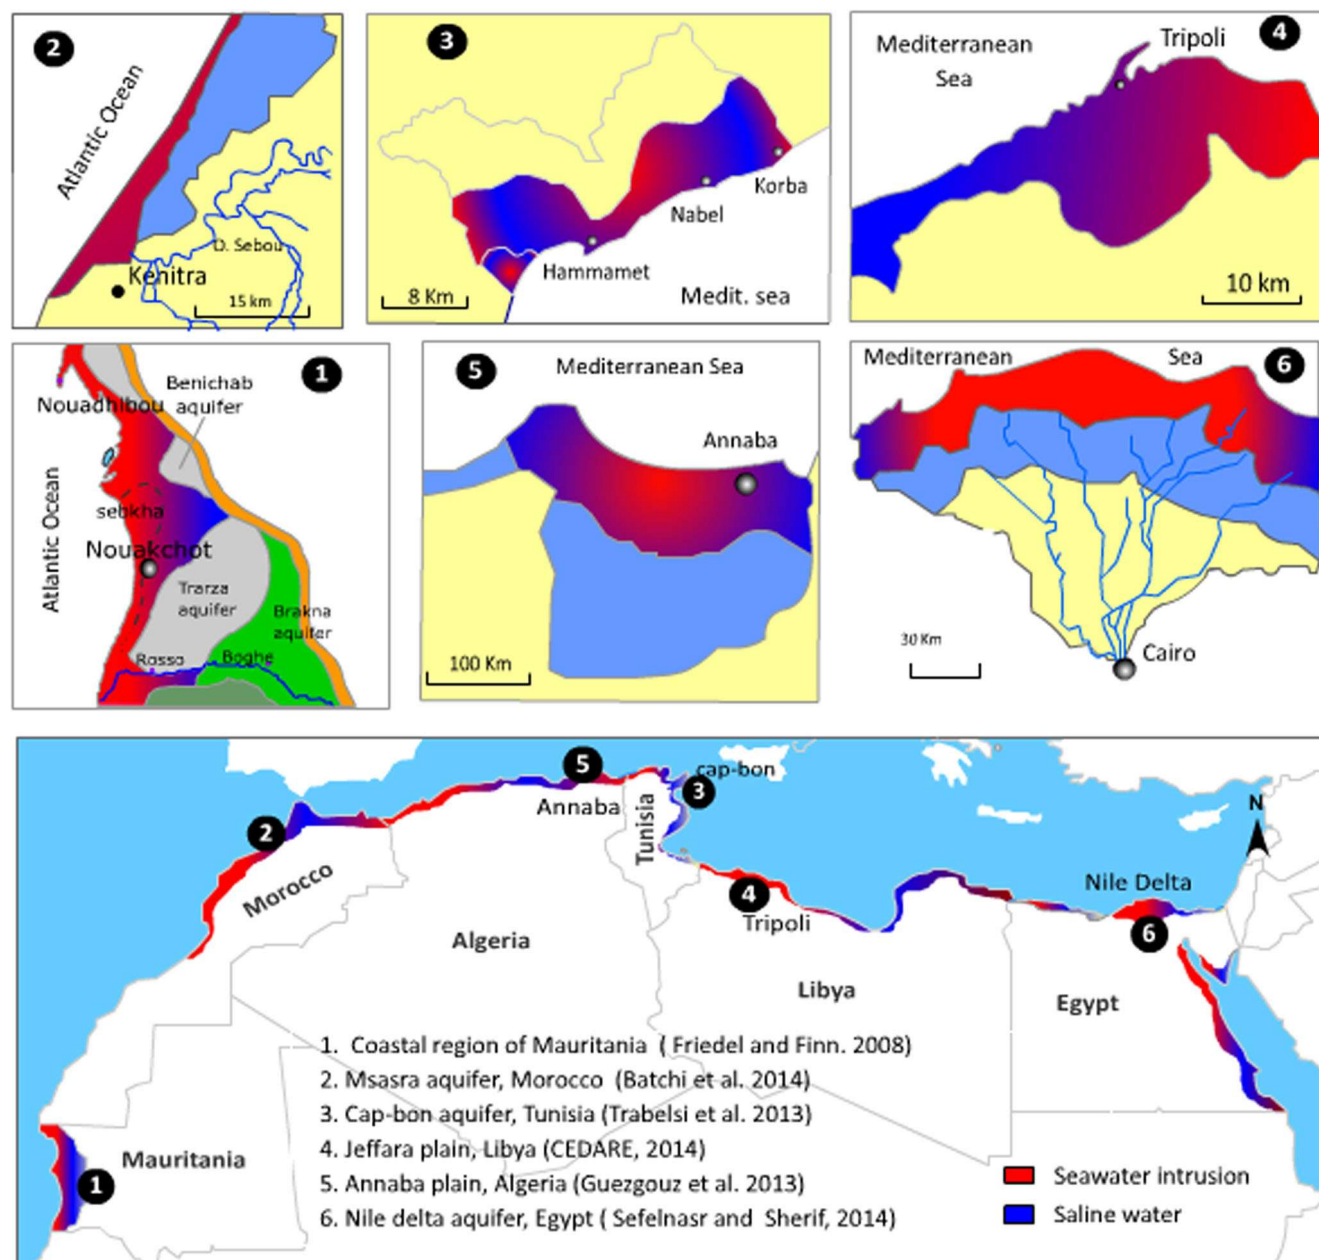 2
Atlantic Ocean
O. Sebou
Kenitra
15 km
3
Korba
Nabel
Hammamet
8 Km
Medit. sea
Mediterranean
Sea
Tripoli
4
10 km
1
Benichab
aquifer
Nouadhibou
Atlantic Ocean
sebkha
Nouakchot
Trarza
aquifer
Brakna
aquifer
Rosso
Boghe
5
Mediterranean Sea
Annaba
100 Km
Mediterranean Sea
6
30 Km
Cairo
5
cap-bon
3
Annaba
Tunisia
N
2
Morocco
4
Tripoli
Nile Delta
6
Algeria
Libya
Egypt
1. Coastal region of Mauritania ( Friedel and Finn. 2008)
2. Msasra aquifer, Morocco (Batchi et al. 2014)
3. Cap-bon aquifer, Tunisia (Trabelsi et al. 2013)
4. Jeffara plain, Libya (CEDARE, 2014)
5. Annaba plain, Algeria (Guezgouz et al. 2013)
6. Nile delta aquifer, Egypt ( Sefelnasr and Sherif, 2014)
Mauritania
1
Seawater intrusion
Saline water